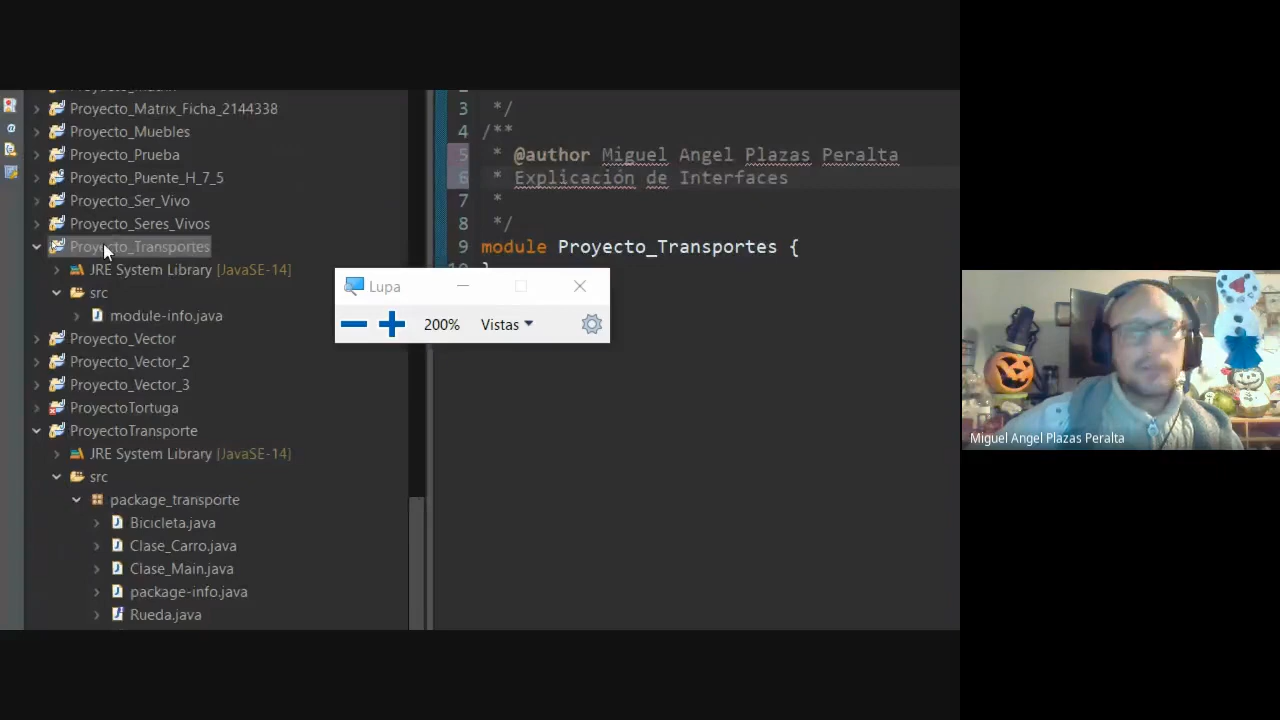 Proyecto_Matrix_Ficha_2144338
Proyecto_Muebles
Proyecto_Prueba
Proyecto_Puente_H_7_5
Proyecto_Ser_Vivo
Proyecto_Seres_Vivos
Proyecto_Transportes
JRE System Library [JavaSE-14]
src
module-info.java
Proyecto_Vector
Proyecto_Vector_2
Proyecto_Vector_3
ProyectoTortuga
ProyectoTransporte
JRE System Library [JavaSE-14]
src
package_transporte
Bicicleta.java
Clase_Carro.java
Clase_Main.java
package-info.java
Rueda.java
3 */
4 /**
5 * @author Miguel Angel Plazas Peralta
6 * Explicación de Interfaces
7 *
8 */
9 module Proyecto_Transportes {
Lupa
200% Vistas
Miguel Angel Plazas Peralta